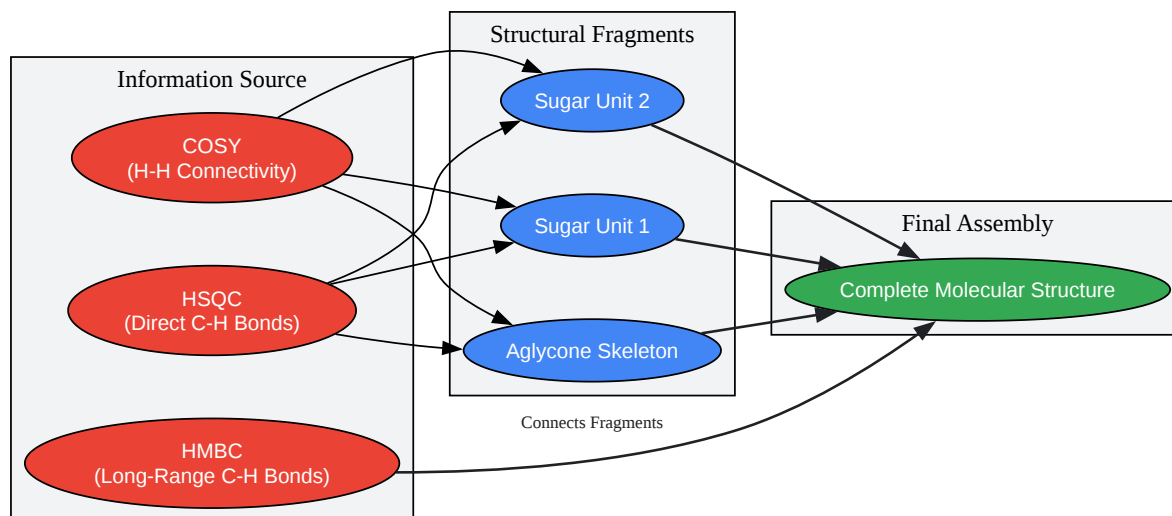 Information Source
COSY
(H-H Connectivity)
HSQC
(Direct C-H Bonds)
HMBC
(Long-Range C-H Bonds)
Structural Fragments
Sugar Unit 2
Sugar Unit 1
Aglycone Skeleton
Connects Fragments
Final Assembly
Complete Molecular Structure